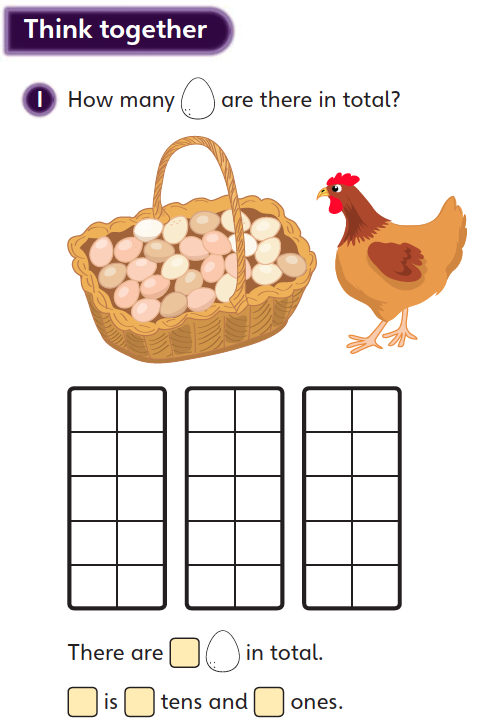 Think together
1 How many are there in total?
There are in total.
is tens and ones.